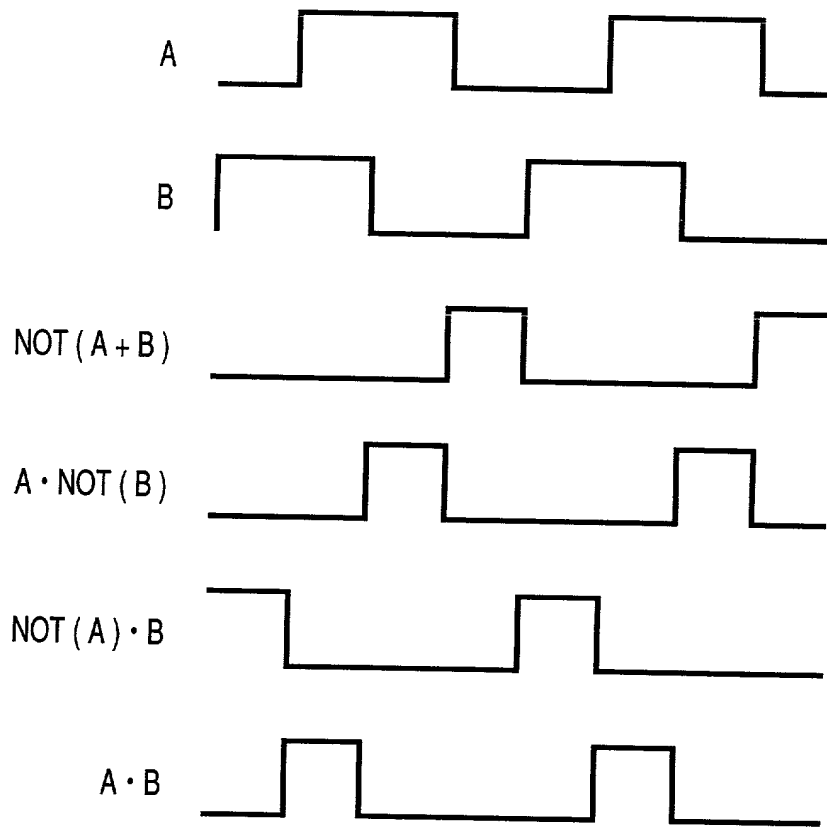 A
B
NOT ( A + B )
A · NOT ( B )
NOT ( A ) · B
A · B